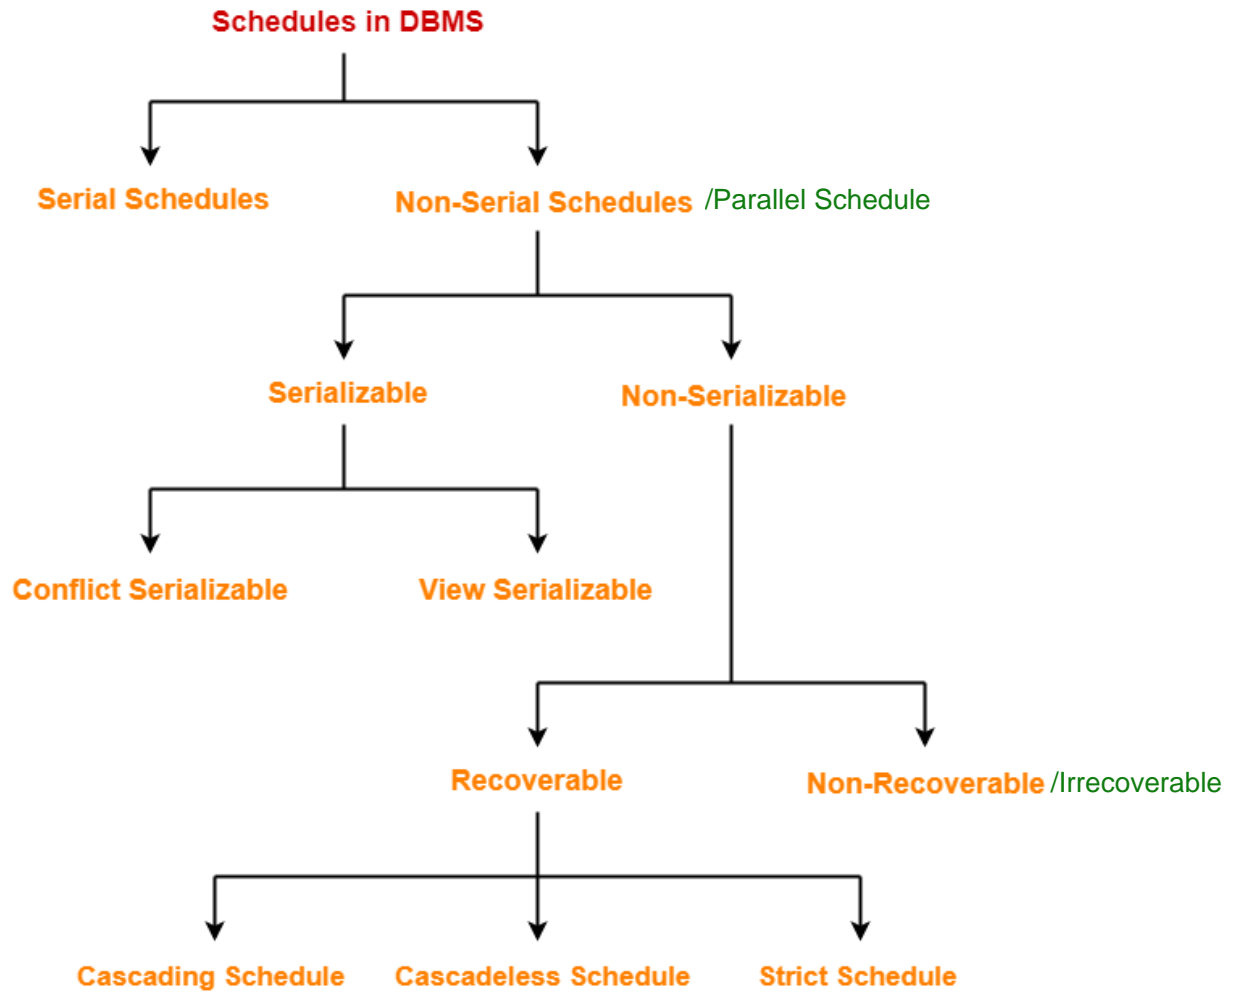 Schedules in DBMS
Serial Schedules
Non-Serial Schedules /Parallel Schedule
Serializable
Non-Serializable
Conflict Serializable
View Serializable
Recoverable
Non-Recoverable /Irrecoverable
Cascading Schedule
Cascadeless Schedule
Strict Schedule